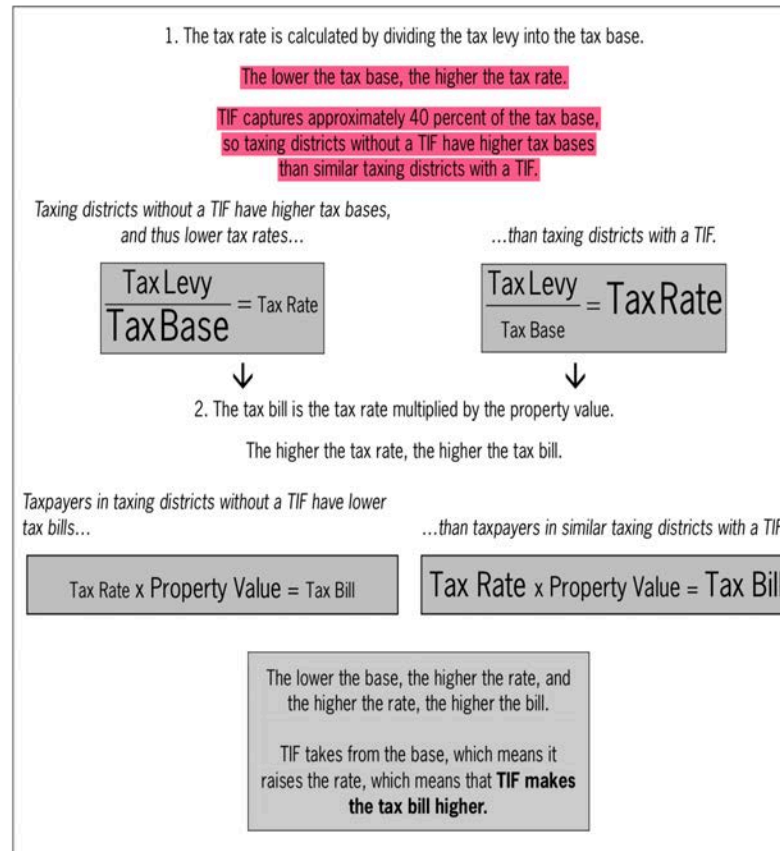 1. The tax rate is calculated by dividing the tax levy into the tax base.
The lower the tax base, the higher the tax rate.
TIF captures approximately 40 percent of the tax base,
so taxing districts without a TIF have higher tax bases
than similar taxing districts with a TIF.
Taxing districts without a TIF have higher tax bases,
and thus lower tax rates...
Tax Levy
Tax Base
= Tax Rate
...than taxing districts with a TIF.
Tax Levy
Tax Base
= Tax Rate
↓ ↓
2. The tax bill is the tax rate multiplied by the property value.
The higher the tax rate, the higher the tax bill.
Taxpayers in taxing districts without a TIF have lower
tax bills...
Tax Rate x Property Value = Tax Bill
...than taxpayers in similar taxing districts with a TIF
Tax Rate x Property Value = Tax Bill
The lower the base, the higher the rate, and
the higher the rate, the higher the bill.
TIF takes from the base, which means it
raises the rate, which means that TIF makes
the tax bill higher.